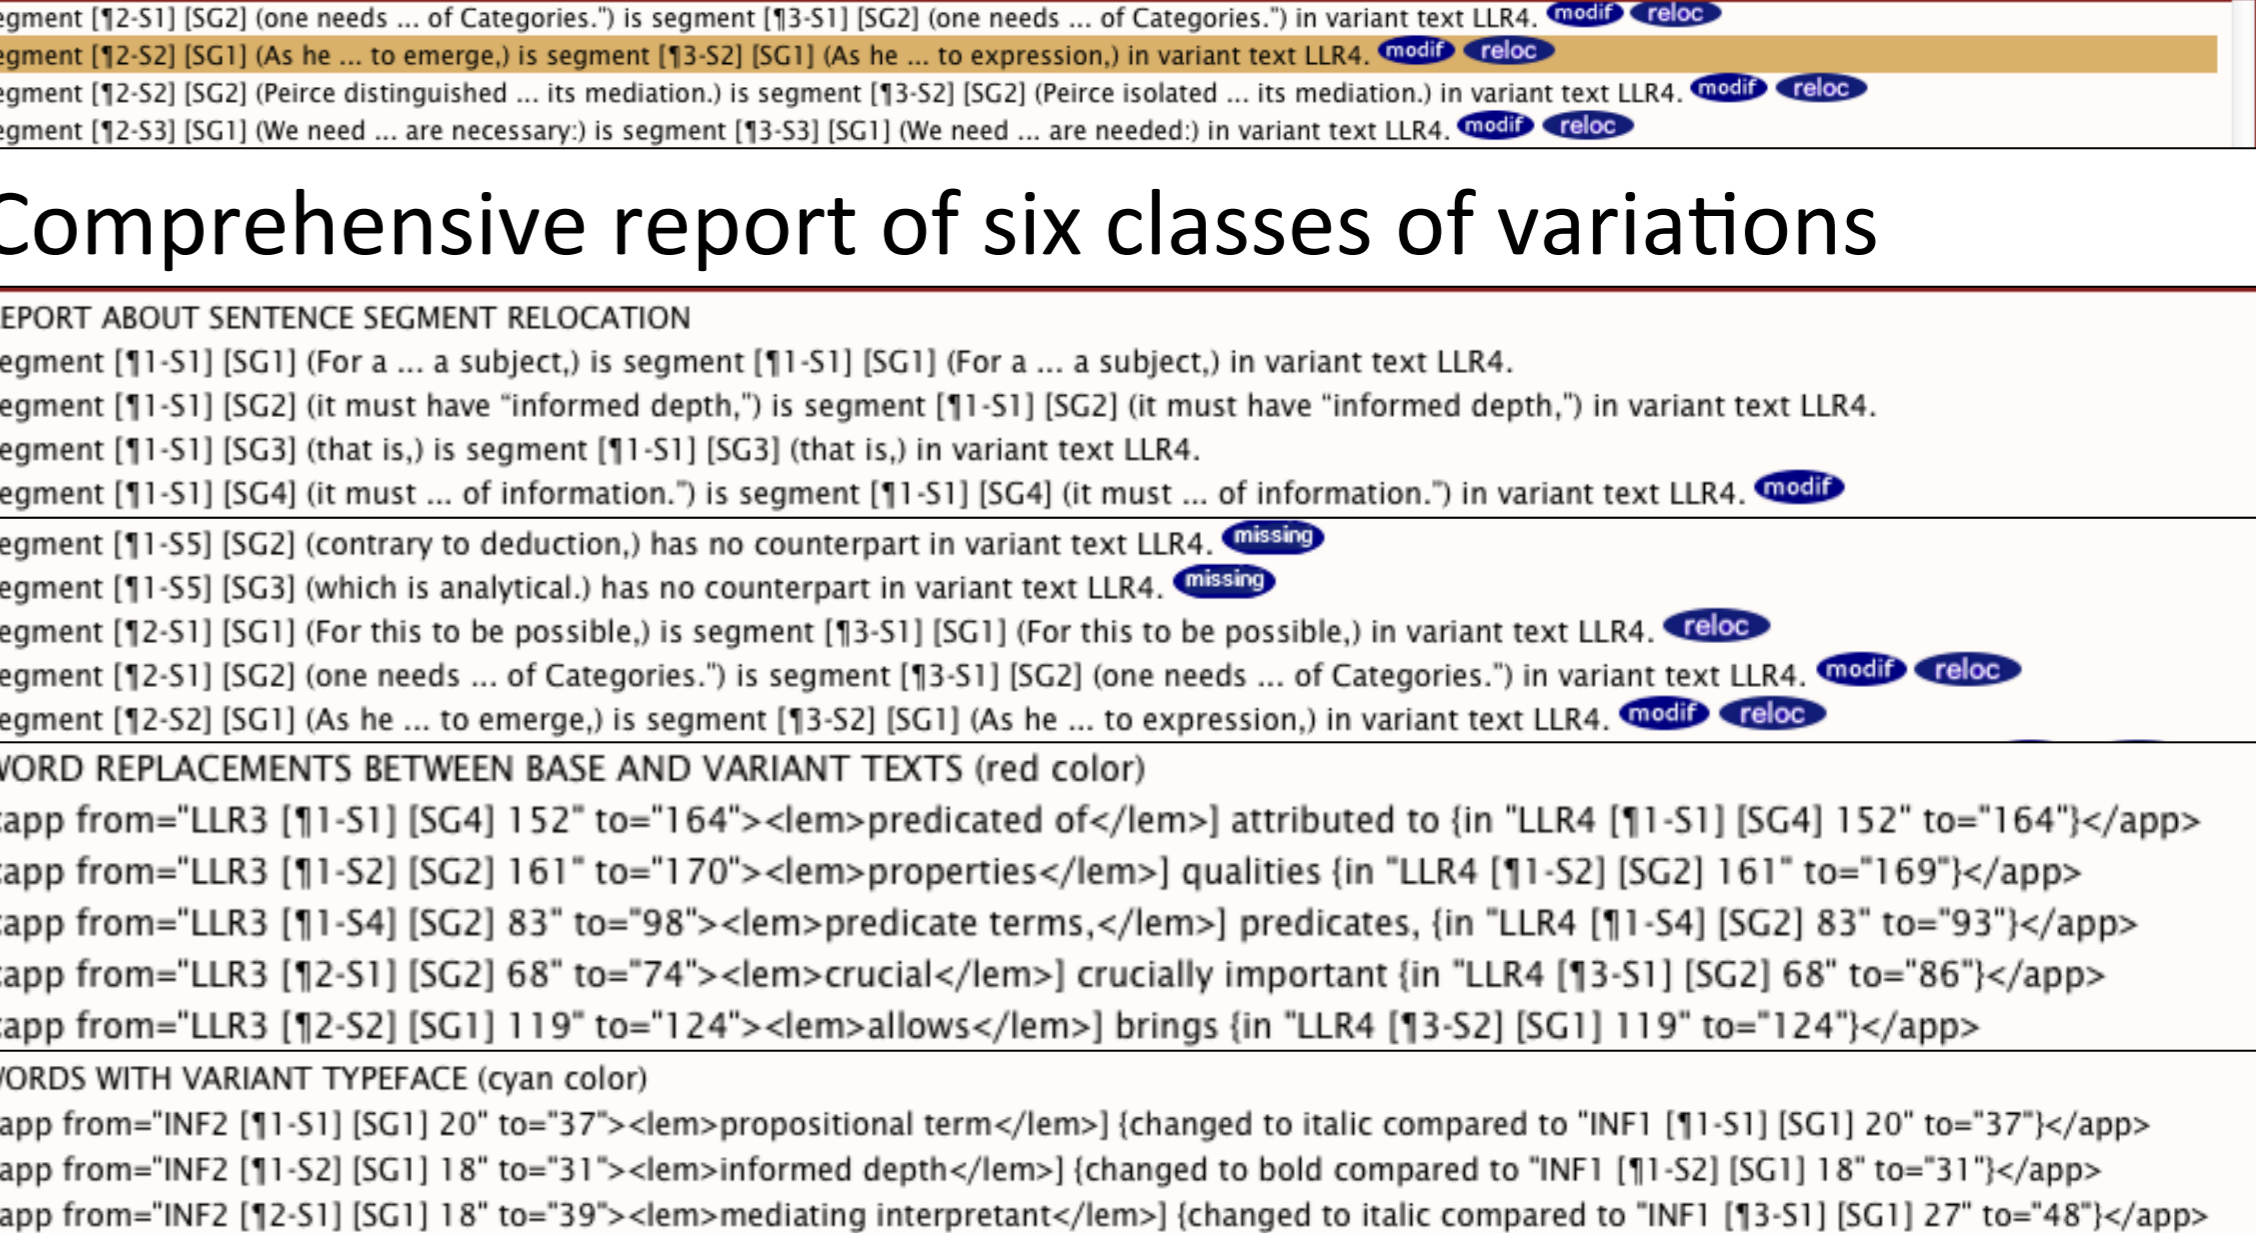 egment [¶2-S1] [SG2] (one needs ... of Categories.") is segment [¶3-S1] [SG2] (one needs ... of Categories.") in variant text LLR4. modif reloc
egment [¶2-S2] [SG1] (As he ... to emerge,) is segment [¶3-S2] [SG1] (As he ... to expression,) in variant text LLR4. modif reloc
egment [¶2-S2] [SG2] (Peirce distinguished ... its mediation.) is segment [¶3-S2] [SG2] (Peirce isolated ... its mediation.) in variant text LLR4. modif reloc
egment [¶2-S3] [SG1] (We need ... are necessary:) is segment [¶3-S3] [SG1] (We need ... are needed:) in variant text LLR4. modif reloc
Comprehensive report of six classes of variations
EPORT ABOUT SENTENCE SEGMENT RELOCATION
egment [¶1-S1] [SG1] (For a ... a subject,) is segment [¶1-S1] [SG1] (For a ... a subject,) in variant text LLR4.
egment [¶1-S1] [SG2] (it must have “informed depth,”) is segment [¶1-S1] [SG2] (it must have “informed depth,”) in variant text LLR4.
egment [¶1-S1] [SG3] (that is,) is segment [¶1-S1] [SG3] (that is,) in variant text LLR4.
egment [¶1-S1] [SG4] (it must ... of information.”) is segment [¶1-S1] [SG4] (it must ... of information.”) in variant text LLR4. modif
egment [¶1-S5] [SG2] (contrary to deduction,) has no counterpart in variant text LLR4. missing
egment [¶1-S5] [SG3] (which is analytical.) has no counterpart in variant text LLR4. missing
egment [¶2-S1] [SG1] (For this to be possible,) is segment [¶3-S1] [SG1] (For this to be possible,) in variant text LLR4. reloc
egment [¶2-S1] [SG2] (one needs ... of Categories.") is segment [¶3-S1] [SG2] (one needs ... of Categories.") in variant text LLR4. modif reloc
egment [¶2-S2] [SG1] (As he ... to emerge,) is segment [¶3-S2] [SG1] (As he ... to expression,) in variant text LLR4. modif reloc
WORD REPLACEMENTS BETWEEN BASE AND VARIANT TEXTS (red color)
app from="LLR3 [¶1-S1] [SG4] 152" to="164"><lem>predicated of</lem>] attributed to {in "LLR4 [¶1-S1] [SG4] 152" to="164"}</app>
app from="LLR3 [¶1-S2] [SG2] 161" to="170"><lem>properties</lem>] qualities {in "LLR4 [¶1-S2] [SG2] 161" to="169"}</app>
app from="LLR3 [¶1-S4] [SG2] 83" to="98"><lem>predicate terms,</lem>] predicates, {in "LLR4 [¶1-S4] [SG2] 83" to="93"}</app>
app from="LLR3 [¶2-S1] [SG2] 68" to="74"><lem>crucial</lem>] crucially important {in "LLR4 [¶3-S1] [SG2] 68" to="86"}</app>
app from="LLR3 [¶2-S2] [SG1] 119" to="124"><lem>allows</lem>] brings {in "LLR4 [¶3-S2] [SG1] 119" to="124"}</app>
WORDS WITH VARIANT TYPEFACE (cyan color)
app from="INF2 [¶1-S1] [SG1] 20" to="37"><lem>propositional term</lem>] {changed to italic compared to "INF1 [¶1-S1] [SG1] 20" to="37"}</app>
app from="INF2 [¶1-S2] [SG1] 18" to="31"><lem>informed depth</lem>] {changed to bold compared to "INF1 [¶1-S2] [SG1] 18" to="31"}</app>
app from="INF2 [¶2-S1] [SG1] 18" to="39"><lem>mediating interpretant</lem>] {changed to italic compared to "INF1 [¶3-S1] [SG1] 27" to="48"}</app>